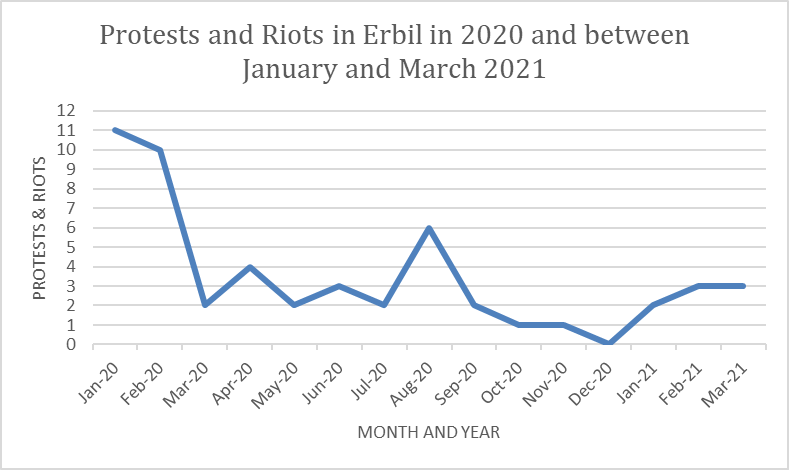 Protests and Riots in Erbil in 2020 and between
January and March 2021
PROTESTS & RIOTS
12
11
10
9
8
7
6
5
4
3
2
1
0
Jan-20
Feb-20
Mar-20
Apr-20
May-20
Jun-20
Jul-20
Aug-20
Sep-20
Oct-20
Nov-20
Dec-20
Jan-21
Feb-21
Mar-21
MONTH AND YEAR